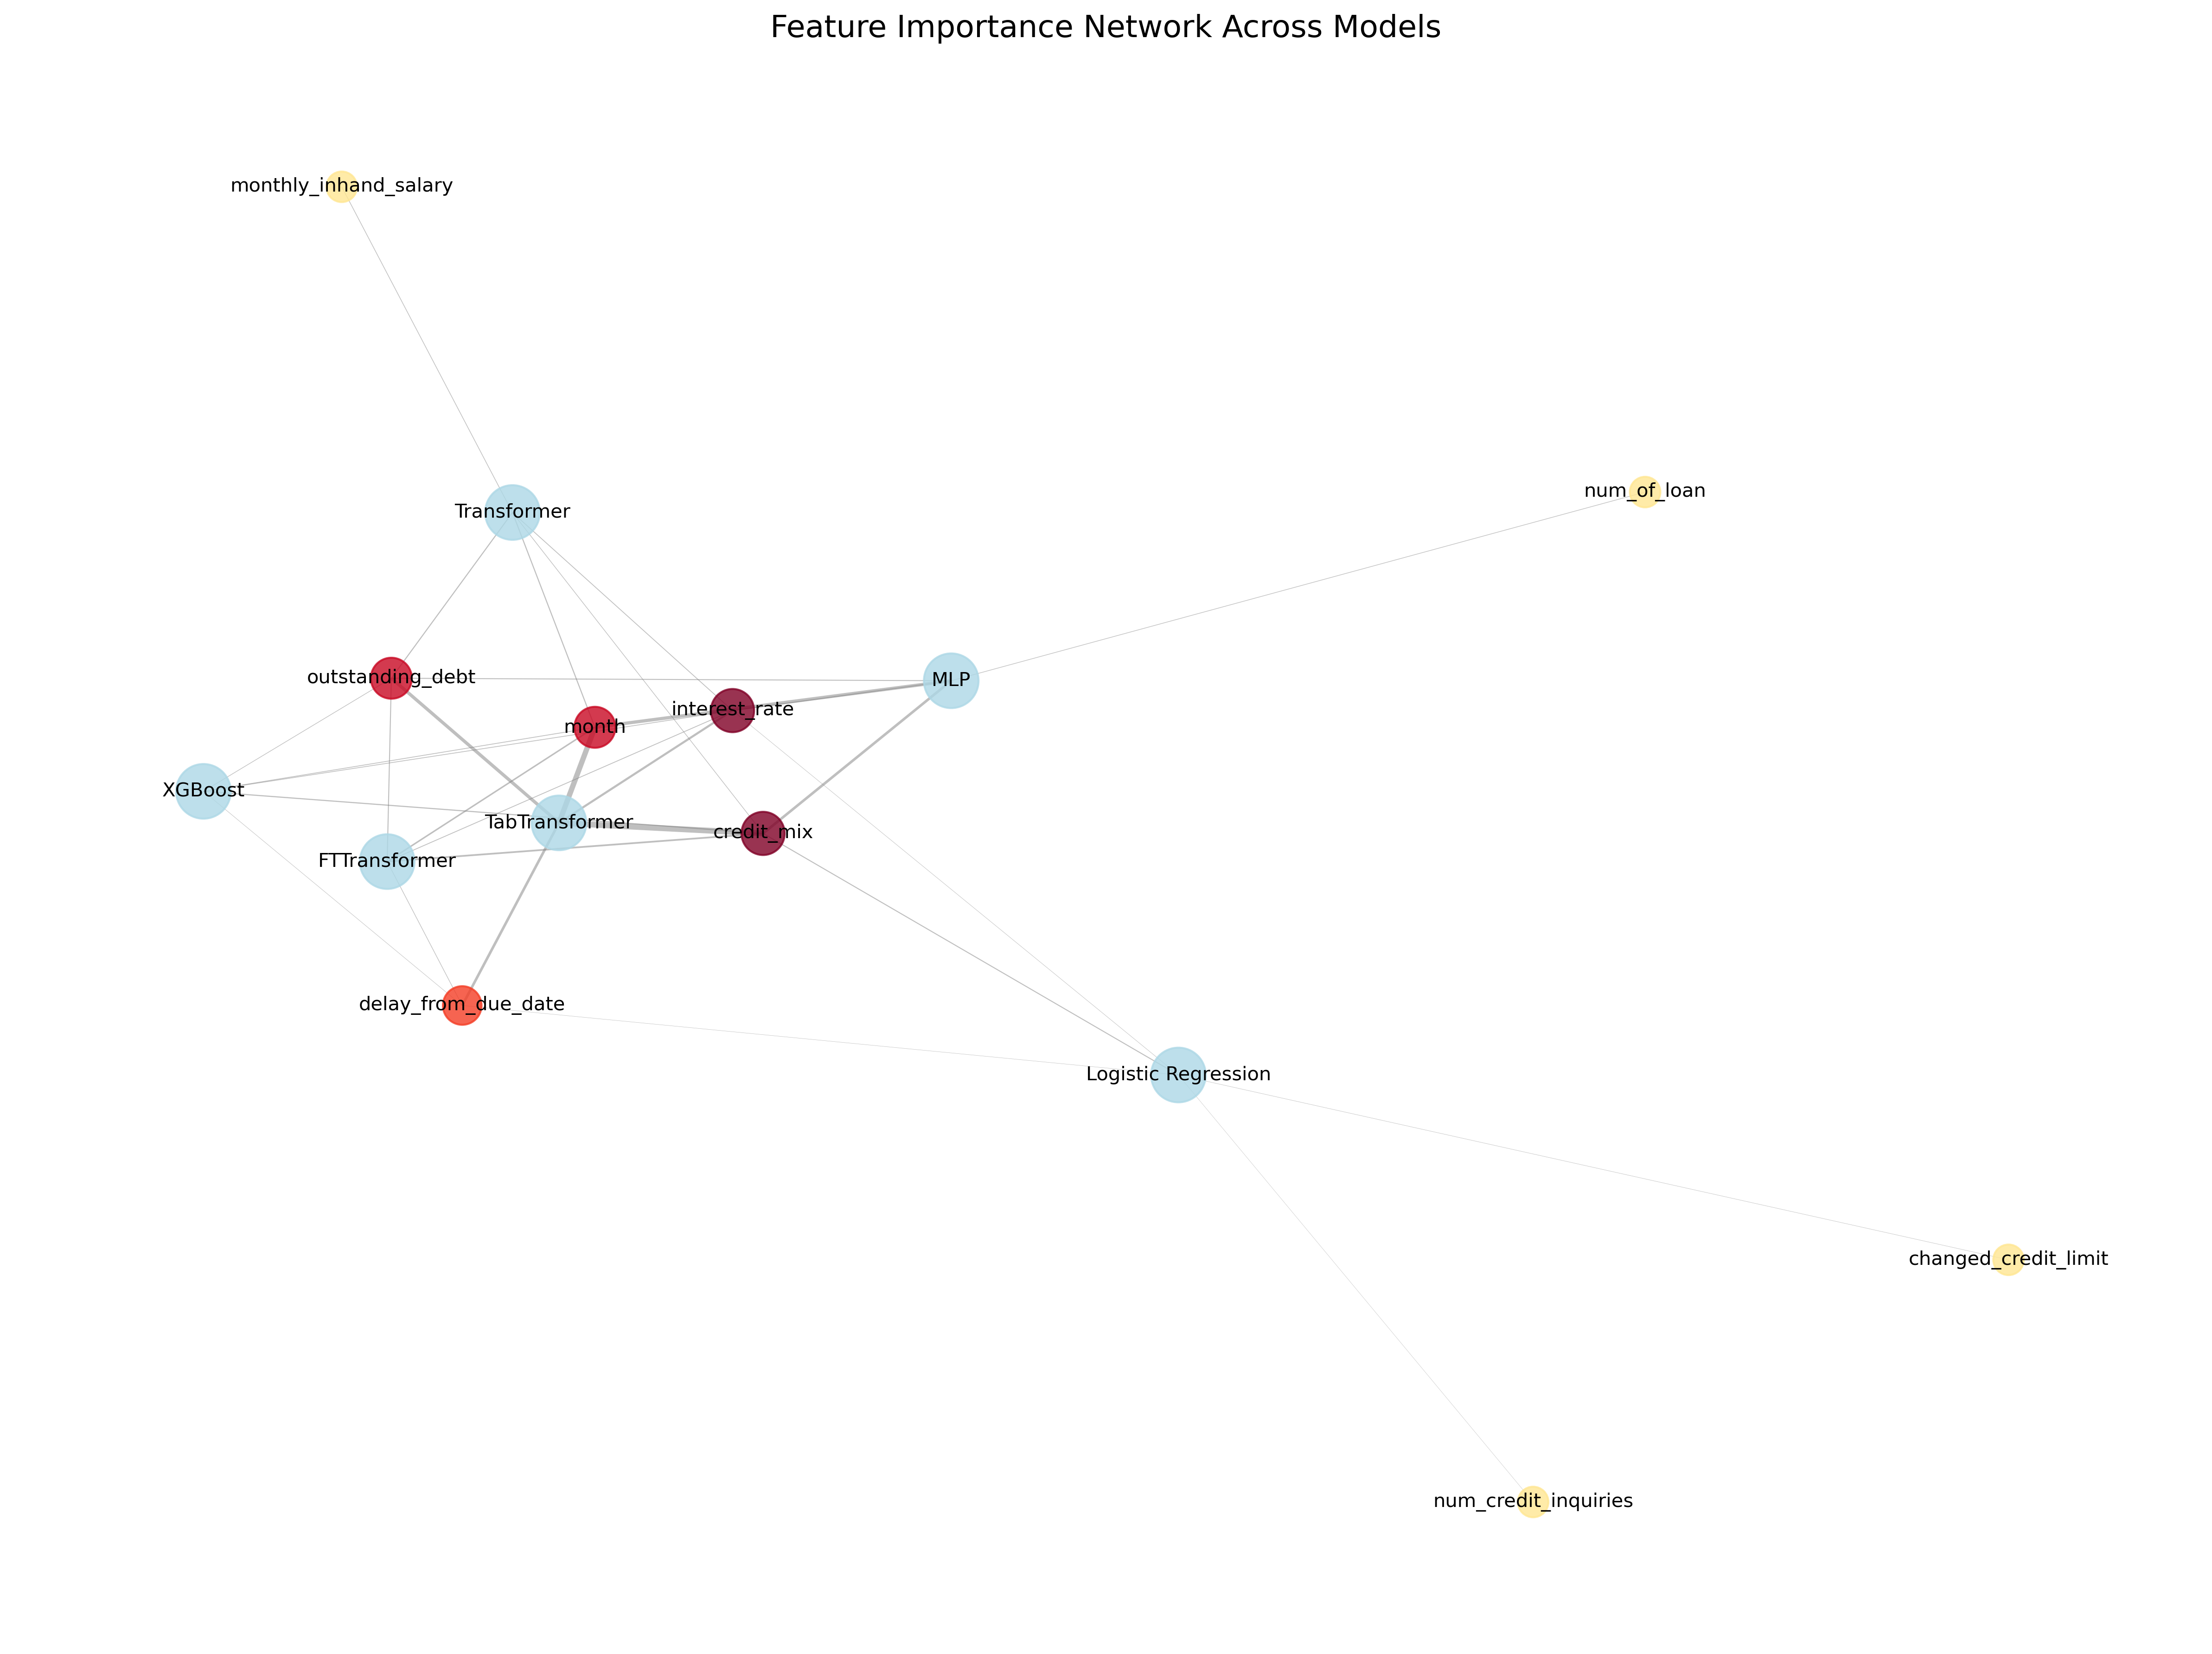 Feature Importance Network Across Models
monthly_inhand_salary
num_of_loan
Transformer
outstanding_debt
MLP
interest_rate
month
XGBoost
TabTransformer
credit_mix
FTTransformer
delay_from_due_date
Logistic Regression
changed_credit_limit
num_credit_inquiries